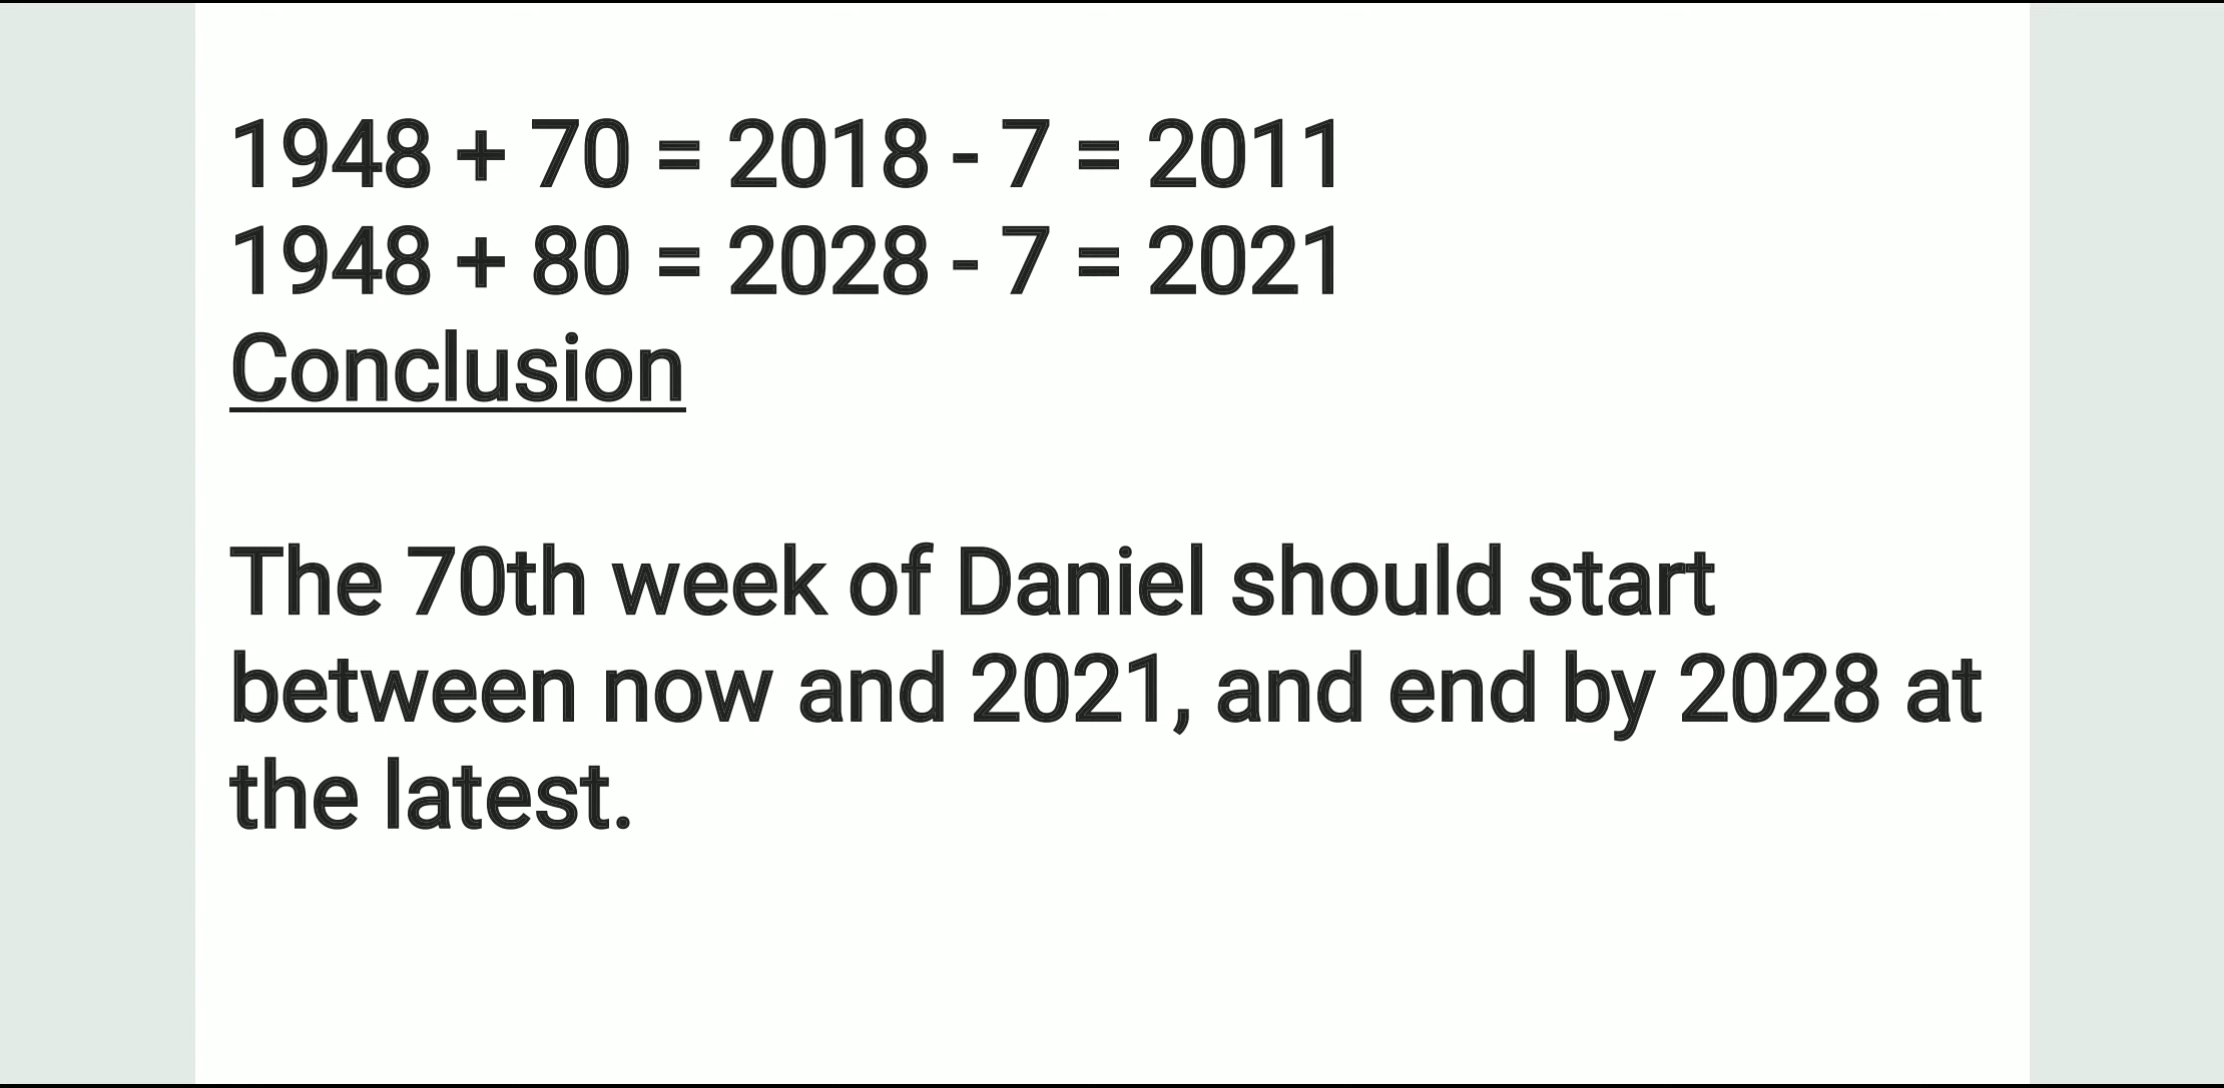 1948 + 70 = 2018 - 7 = 2011
1948 + 80 = 2028 - 7 = 2021
Conclusion
The 70th week of Daniel should start
between now and 2021, and end by 2028 at
the latest.